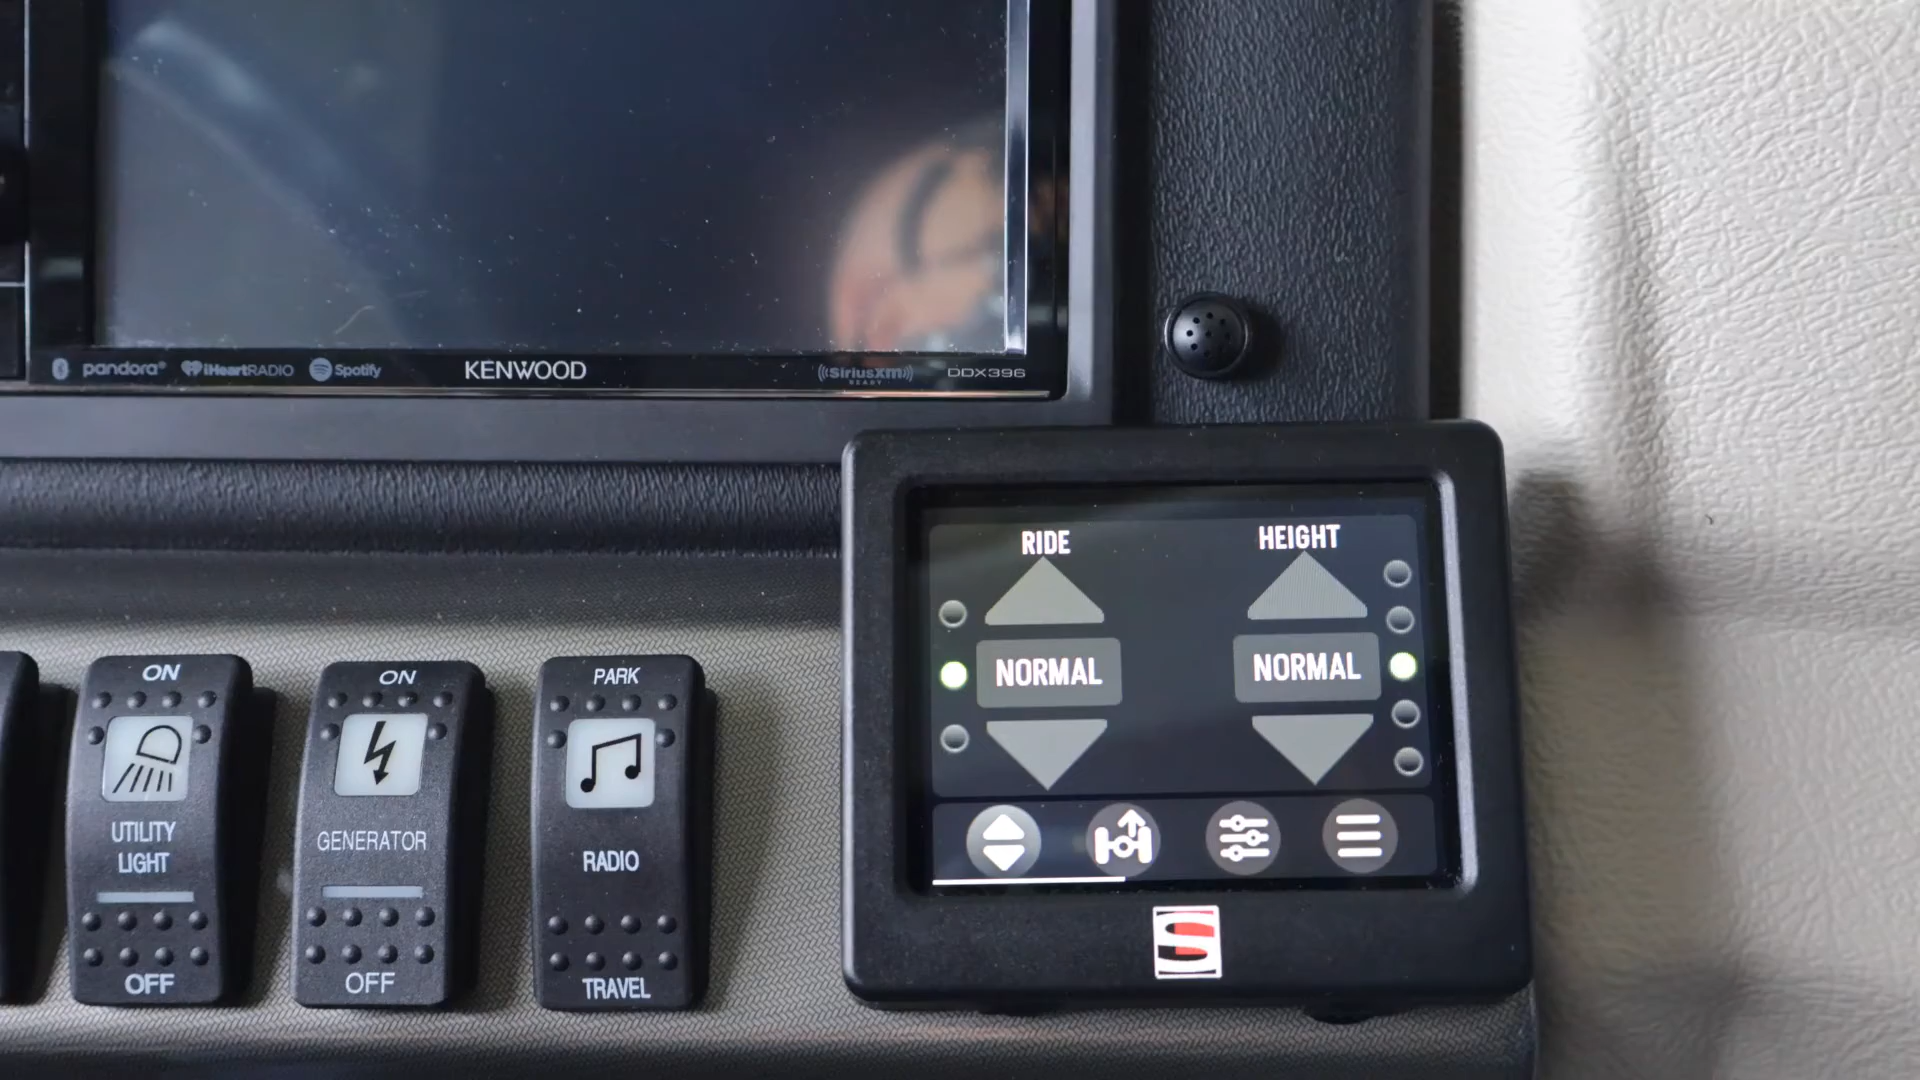 pandora® iHeartRADIO Spotify KENWOOD ((SiriusXM)) DDX396
READY
RIDE HEIGHT
NORMAL NORMAL
ON
UTILITY
LIGHT
OFF
ON
GENERATOR
OFF
PARK
RADIO
TRAVEL
S